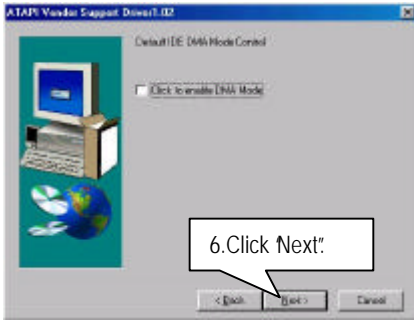 ATAPI Vendor Support Driver1.02
Default IDE DMA Mode Control
Click to enable DMA Mode
6.Click "Next".
< Back Next > Cancel